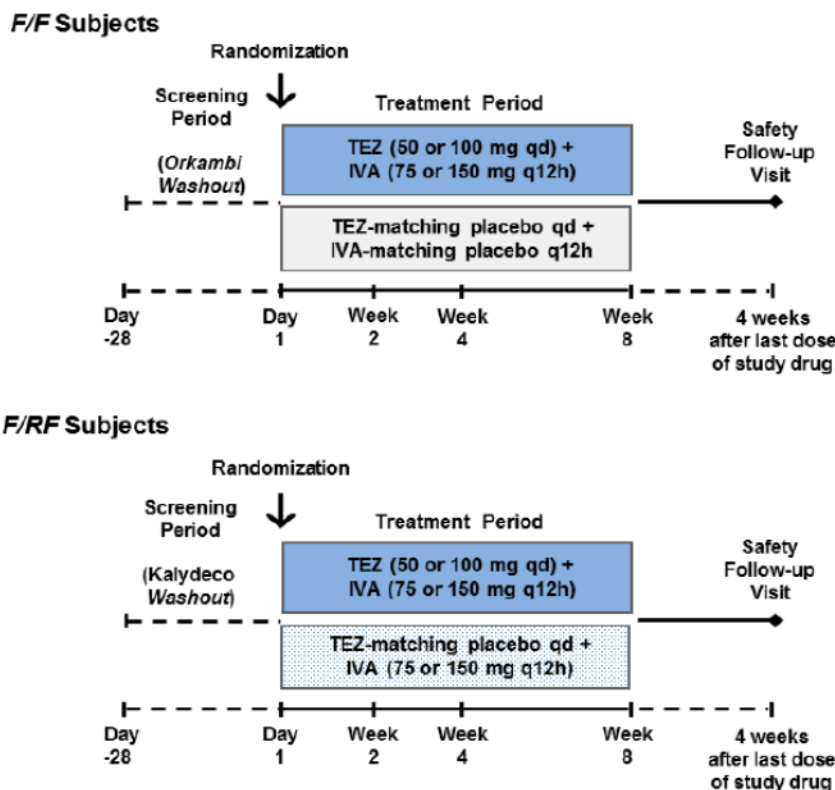 F/F Subjects
Randomization
Screening
Period
(Orkambi
Washout)
Treatment Period
TEZ (50 or 100 mg qd) +
IVA (75 or 150 mg q12h)
TEZ-matching placebo qd +
IVA-matching placebo q12h
Safety
Follow-up
Visit
Day
-28
Day
1
Week
2
Week
4
Week
8
4 weeks
after last dose
of study drug
F/RF Subjects
Randomization
Screening
Period
(Kalydeco
Washout)
Treatment Period
TEZ (50 or 100 mg qd) +
IVA (75 or 150 mg q12h)
TEZ-matching placebo qd +
IVA (75 or 150 mg q12h)
Safety
Follow-up
Visit
Day
-28
Day
1
Week
2
Week
4
Week
8
4 weeks
after last dose
of study drug